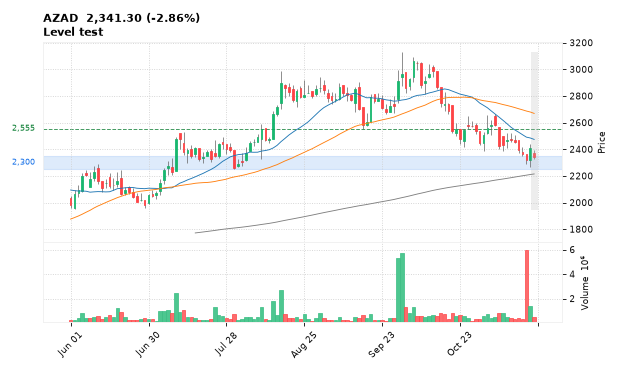 AZAD 2,341.30 (-2.86%)
Level test
3200
3000
2800
2600
2,555
2400
2,300
2200
2000
1800
Price
6
4
2
Volume 10⁶
Jun 01
Jun 30
Jul 28
Aug 25
Sep 23
Oct 23